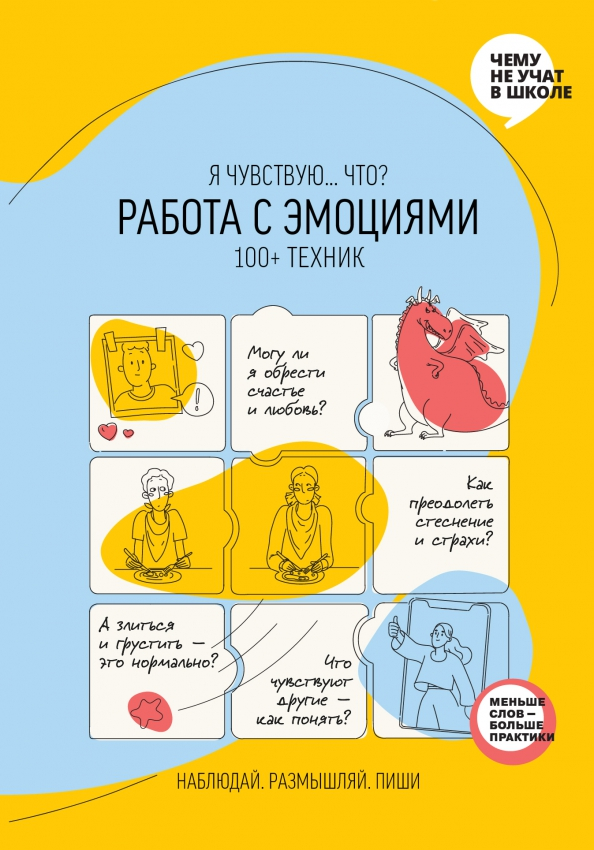 ЧЕМУ
НЕ УЧАТ
В ШКОЛЕ
Я ЧУВСТВУЮ... ЧТО?
РАБОТА С ЭМОЦИЯМИ
100+ ТЕХНИК
!
Могу ли
я обрести
счастье
и любовь?
Как
преодолеть
стеснение
и страхи?
А злиться
и грустить –
это нормально?
Что
чувствуют
другие –
как понять?
МЕНЬШЕ
СЛОВ –
БОЛЬШЕ
ПРАКТИКИ
НАБЛЮДАЙ. РАЗМЫШЛЯЙ. ПИШИ